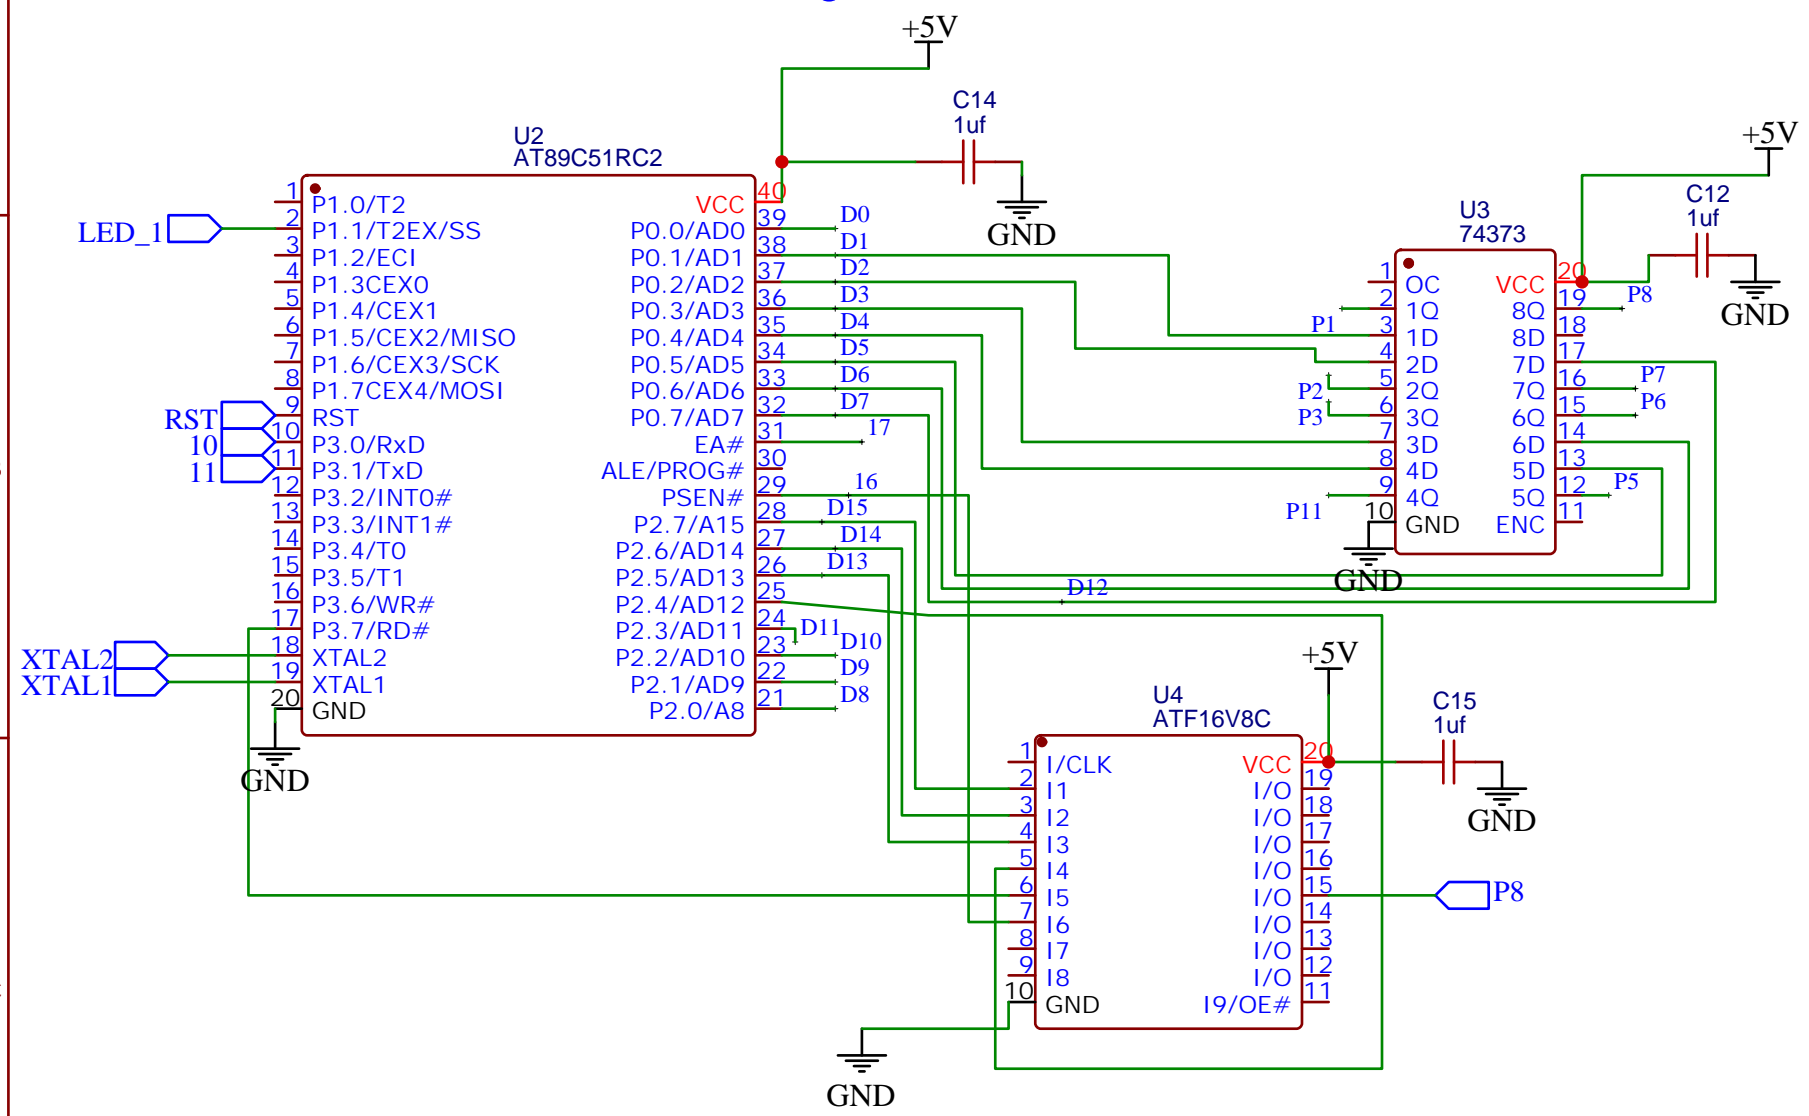 +5V
C14
1uf
U2
AT89C51RC2
1 P1.0/T2
2 P1.1/T2EX/SS
3 P1.2/ECI
4 P1.3CEX0
5 P1.4/CEX1
6 P1.5/CEX2/MISO
7 P1.6/CEX3/SCK
8 P1.7CEX4/MOSI
9 RST
10 P3.0/RxD
11 P3.1/TxD
12 P3.2/INT0#
13 P3.3/INT1#
14 P3.4/T0
15 P3.5/T1
16 P3.6/WR#
17 P3.7/RD#
18 XTAL2
19 XTAL1
20 GND
LED_1
RST
10
11
XTAL2
XTAL1
GND
VCC 40
P0.0/AD0 39 D0
P0.1/AD1 38 D1
P0.2/AD2 37 D2
P0.3/AD3 36 D3
P0.4/AD4 35 D4
P0.5/AD5 34 D5
P0.6/AD6 33 D6
P0.7/AD7 32 D7
EA# 31 17
ALE/PROG# 30
PSEN# 29 16
P2.7/A15 28 D15
P2.6/AD14 27 D14
P2.5/AD13 26 D13
P2.4/AD12 25 D12
P2.3/AD11 24 D11
P2.2/AD10 23 D10
P2.1/AD9 22 D9
P2.0/A8 21 D8
GND
+5V
C12
1uf
GND
U3
74373
1 OC
2 1Q
3 1D
4 2D
5 2Q
6 3Q
7 3D
8 4D
9 4Q
10 GND
P1
P2
P3
P11
GND
VCC 20
8Q 19 P8
8D 18
7D 17
7Q 16 P7
6Q 15 P6
6D 14
5D 13
5Q 12 P5
ENC 11
+5V
C15
1uf
GND
U4
ATF16V8C
1 I/CLK
2 I1
3 I2
4 I3
5 I4
6 I5
7 I6
8 I7
9 I8
10 GND
VCC 20
I/O 19
I/O 18
I/O 17
I/O 16
I/O 15 P8
I/O 14
I/O 13
I/O 12
I9/OE# 11
GND